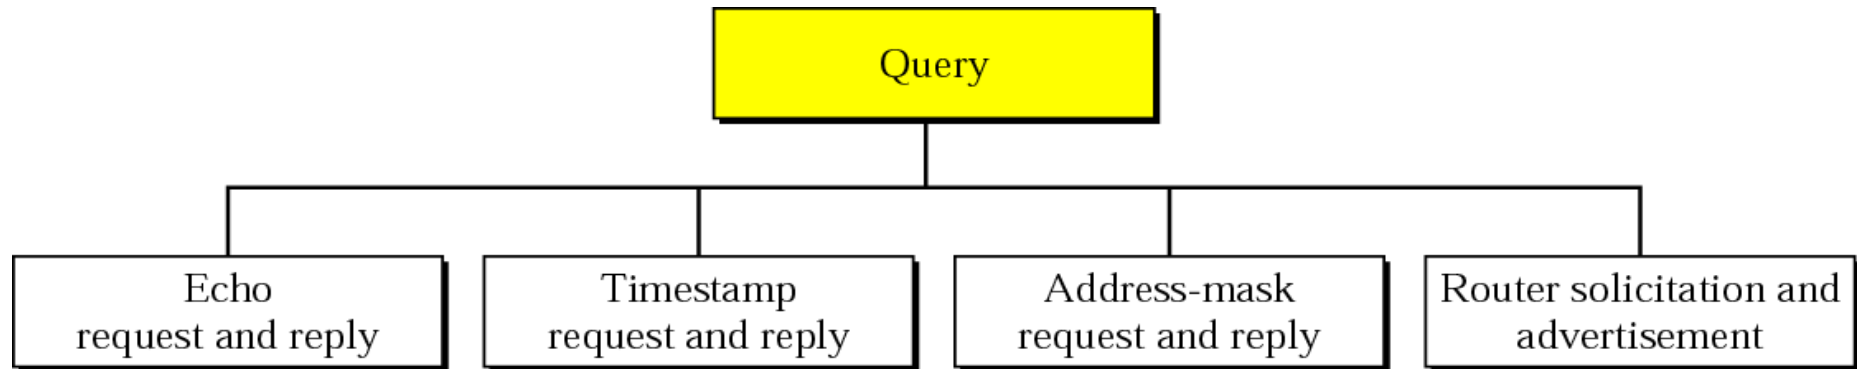 Query
Echo
request and reply
Timestamp
request and reply
Address-mask
request and reply
Router solicitation and
advertisement